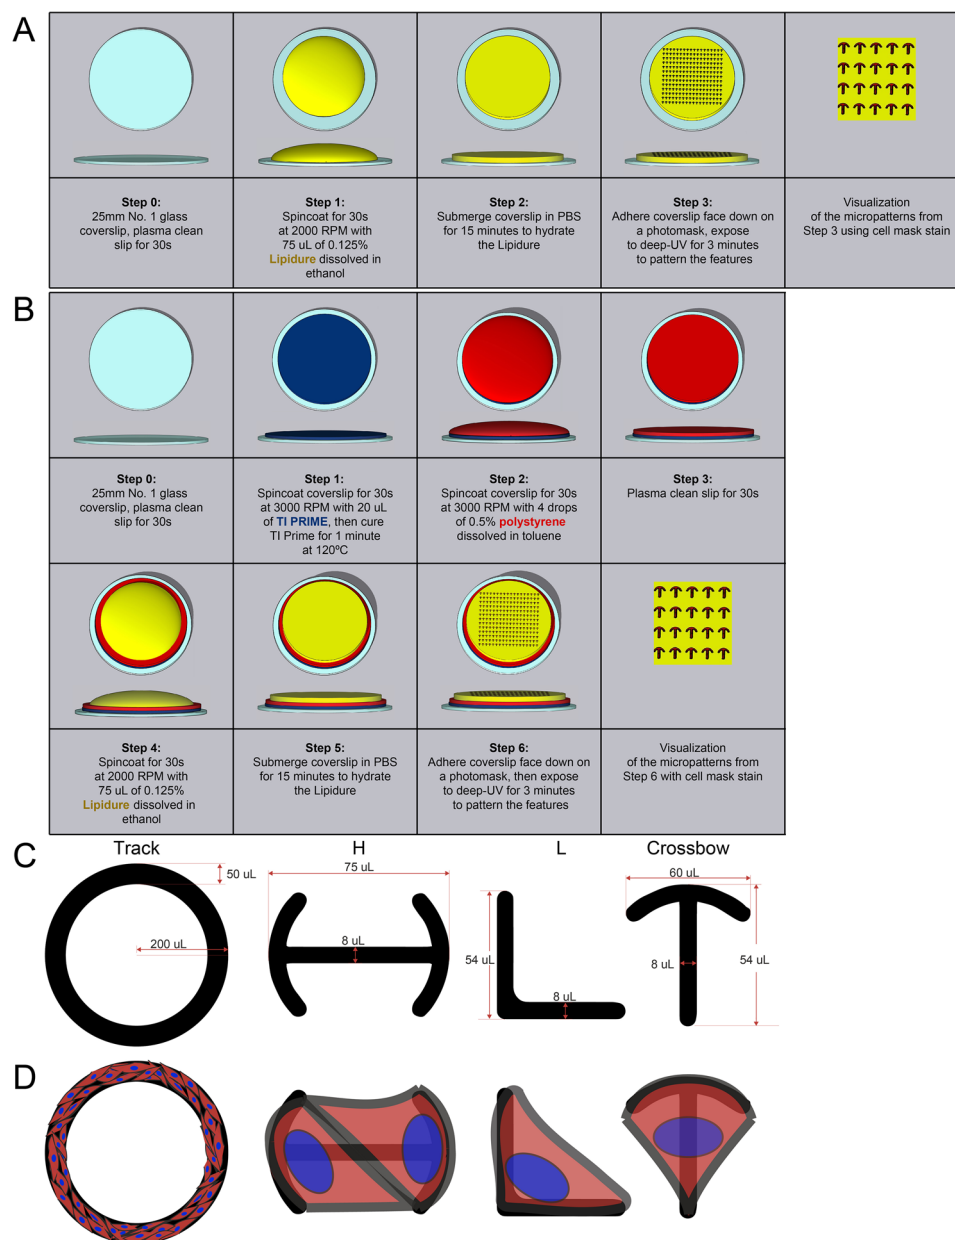 A
Step 0:
25mm No. 1 glass
coverslip, plasma clean
slip for 30s
Step 1:
Spincoat for 30s
at 2000 RPM with
75 uL of 0.125%
Lipidure dissolved in
ethanol
Step 2:
Submerge coverslip in PBS
for 15 minutes to hydrate
the Lipidure
Step 3:
Adhere coverslip face down on
a photomask, expose
to deep-UV for 3 minutes
to pattern the features
Visualization
of the micropatterns from
Step 3 using cell mask stain
B
Step 0:
25mm No. 1 glass
coverslip, plasma clean
slip for 30s
Step 1:
Spincoat coverslip for 30s
at 3000 RPM with 20 uL
of TI PRIME, then cure
TI Prime for 1 minute
at 120ºC
Step 2:
Spincoat coverslip for 30s
at 3000 RPM with 4 drops
of 0.5% polystyrene
dissolved in toluene
Step 3:
Plasma clean slip for 30s
Step 4:
Spincoat for 30s
at 2000 RPM with
75 uL of 0.125%
Lipidure dissolved in
ethanol
Step 5:
Submerge coverslip in PBS
for 15 minutes to hydrate
the Lipidure
Step 6:
Adhere coverslip face down on
a photomask, then expose
to deep-UV for 3 minutes
to pattern the features
Visualization
of the micropatterns from
Step 6 with cell mask stain
C
Track
50 uL
200 uL
H
75 uL
8 uL
L
54 uL
8 uL
Crossbow
60 uL
8 uL
54 uL
D